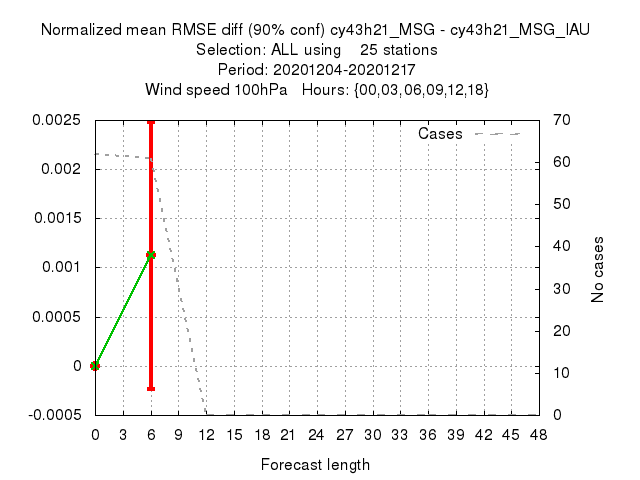 Normalized mean RMSE diff (90% conf) cy43h21_MSG - cy43h21_MSG_IAU
Selection: ALL using    25 stations
Period: 20201204-20201217
Wind speed 100hPa   Hours: {00,03,06,09,12,18}
0.0025
0.002
0.0015
0.001
0.0005
0
-0.0005
Cases
70
60
50
40
30
20
10
0
No cases
0 3 6 9 12 15 18 21 24 27 30 33 36 39 42 45 48
Forecast length